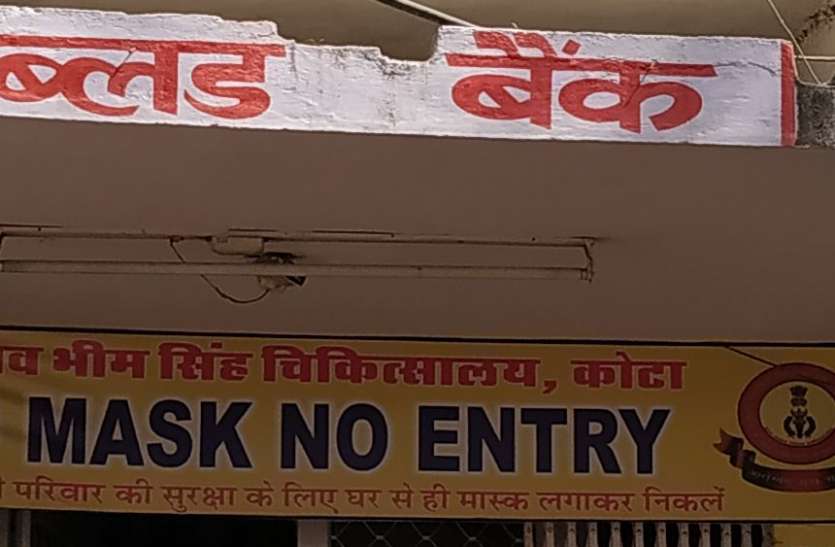 ब्लड बैंक
व भीम सिंह चिकित्सालय, कोटा
MASK NO ENTRY
परिवार की सुरक्षा के लिए घर से ही मास्क लगाकर निकलें